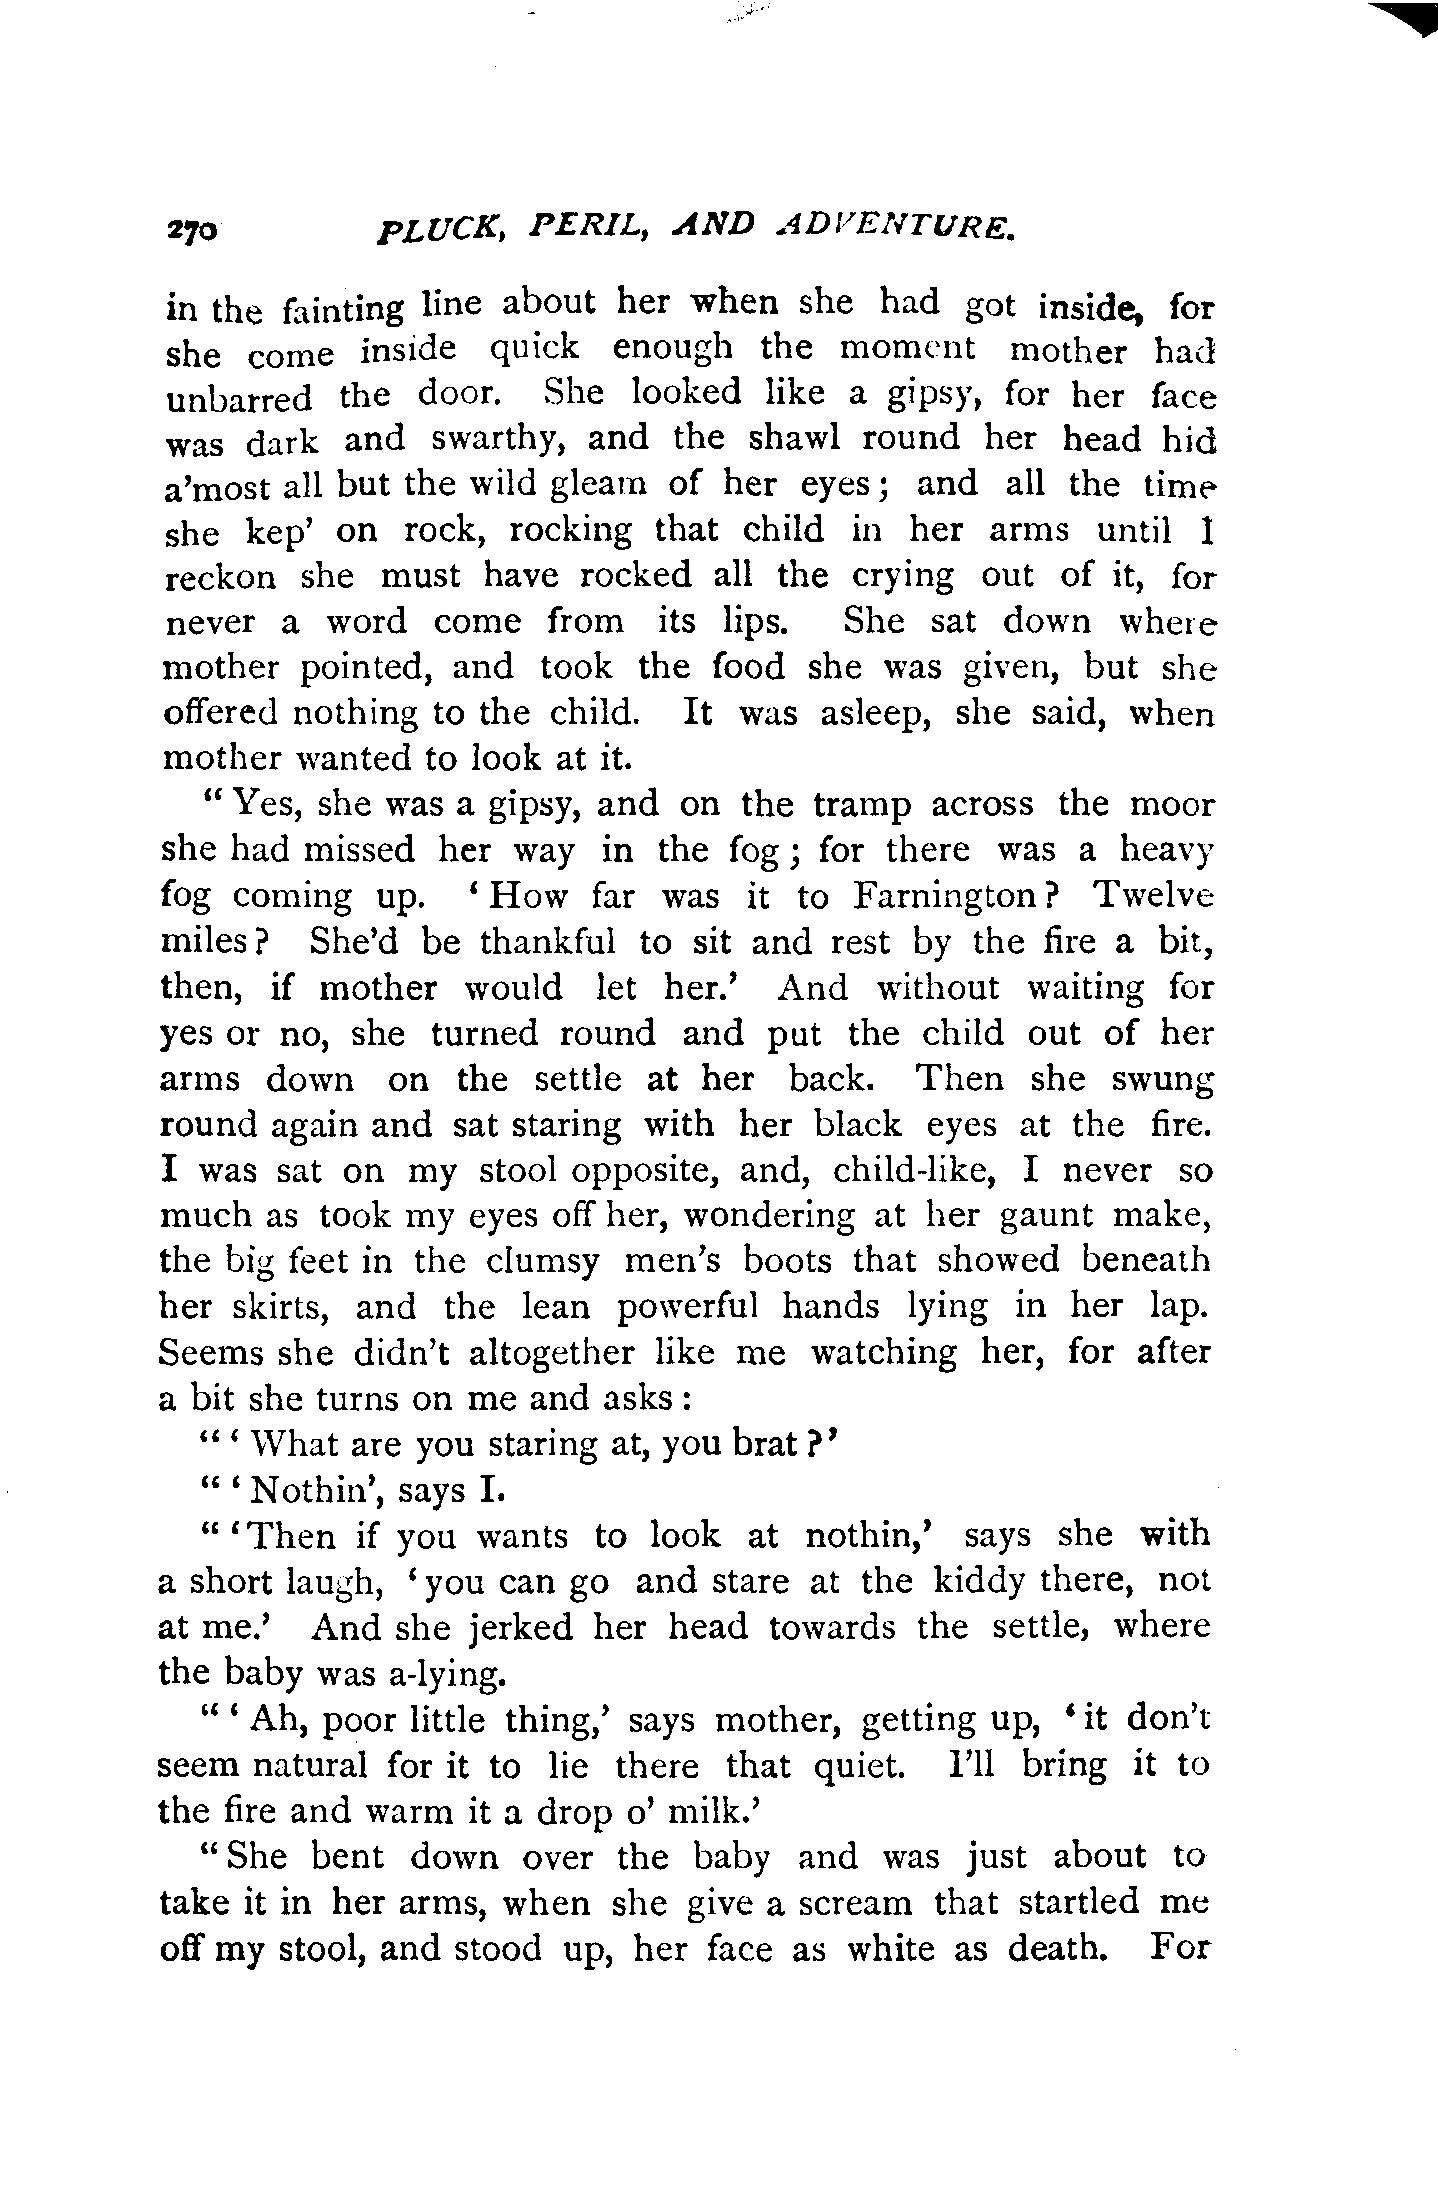 270 PLUCK, PERIL, AND ADVENTURE.
in the fainting line about her when she had got inside, for
she come inside quick enough the moment mother had
unbarred the door. She looked like a gipsy, for her face
was dark and swarthy, and the shawl round her head hid
a'most all but the wild gleam of her eyes; and all the time
she kep' on rock, rocking that child in her arms until I
reckon she must have rocked all the crying out of it, for
never a word come from its lips. She sat down where
mother pointed, and took the food she was given, but she
offered nothing to the child. It was asleep, she said, when
mother wanted to look at it.
“Yes, she was a gipsy, and on the tramp across the moor
she had missed her way in the fog; for there was a heavy
fog coming up. ‘How far was it to Farnington? Twelve
miles? She'd be thankful to sit and rest by the fire a bit,
then, if mother would let her.’ And without waiting for
yes or no, she turned round and put the child out of her
arms down on the settle at her back. Then she swung
round again and sat staring with her black eyes at the fire.
I was sat on my stool opposite, and, child-like, I never so
much as took my eyes off her, wondering at her gaunt make,
the big feet in the clumsy men's boots that showed beneath
her skirts, and the lean powerful hands lying in her lap.
Seems she didn't altogether like me watching her, for after
a bit she turns on me and asks:
“‘What are you staring at, you brat?’
“‘Nothin’, says I.
“‘Then if you wants to look at nothin,’ says she with
a short laugh, ‘you can go and stare at the kiddy there, not
at me.’ And she jerked her head towards the settle, where
the baby was a-lying.
“‘Ah, poor little thing,’ says mother, getting up, ‘it don't
seem natural for it to lie there that quiet. I'll bring it to
the fire and warm it a drop o' milk.’
“She bent down over the baby and was just about to
take it in her arms, when she give a scream that startled me
off my stool, and stood up, her face as white as death. For